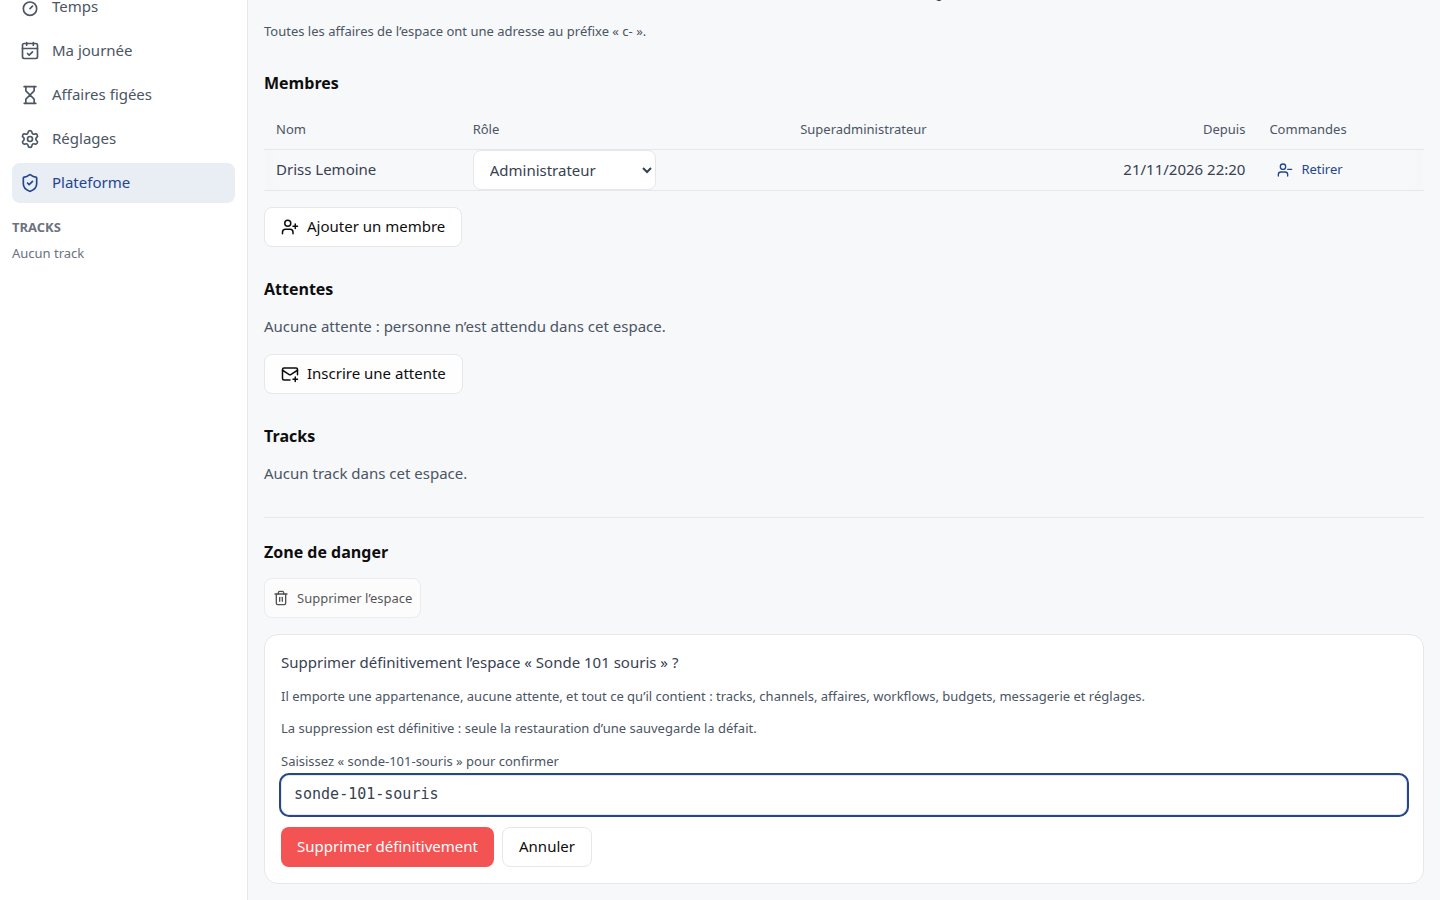 Temps
Ma journée
Affaires figées
Réglages
Plateforme
TRACKS
Aucun track
Toutes les affaires de l’espace ont une adresse au préfixe « c- ».
Membres
Nom Rôle Superadministrateur Depuis Commandes
Driss Lemoine Administrateur 21/11/2026 22:20 Retirer
Ajouter un membre
Attentes
Aucune attente : personne n’est attendu dans cet espace.
Inscrire une attente
Tracks
Aucun track dans cet espace.
Zone de danger
Supprimer l’espace
Supprimer définitivement l’espace « Sonde 101 souris » ?
Il emporte une appartenance, aucune attente, et tout ce qu’il contient : tracks, channels, affaires, workflows, budgets, messagerie et réglages.
La suppression est définitive : seule la restauration d’une sauvegarde la défait.
Saisissez « sonde-101-souris » pour confirmer
sonde-101-souris
Supprimer définitivement Annuler